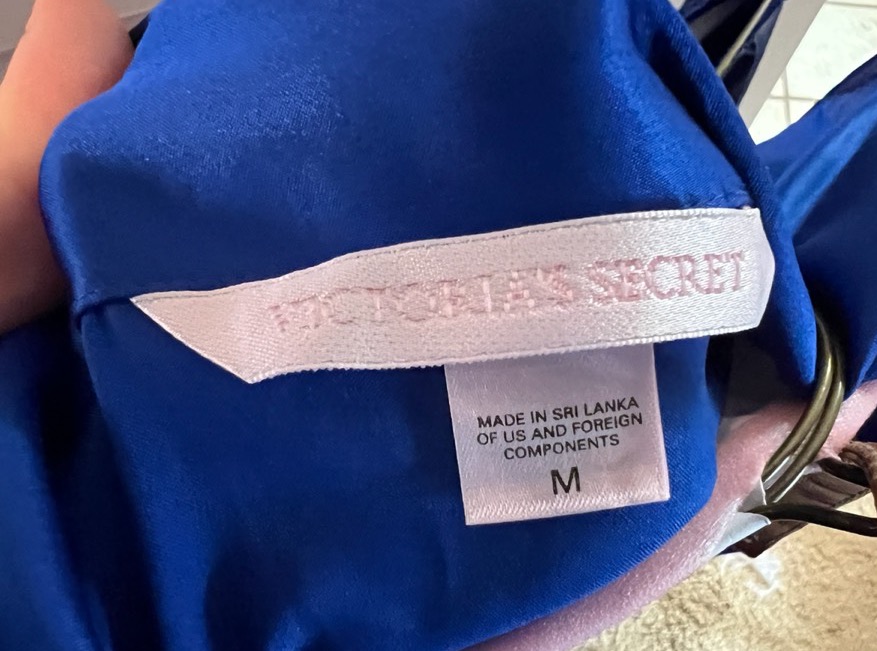 VICTORIA'S SECRET
MADE IN SRI LANKA
OF US AND FOREIGN
COMPONENTS
M